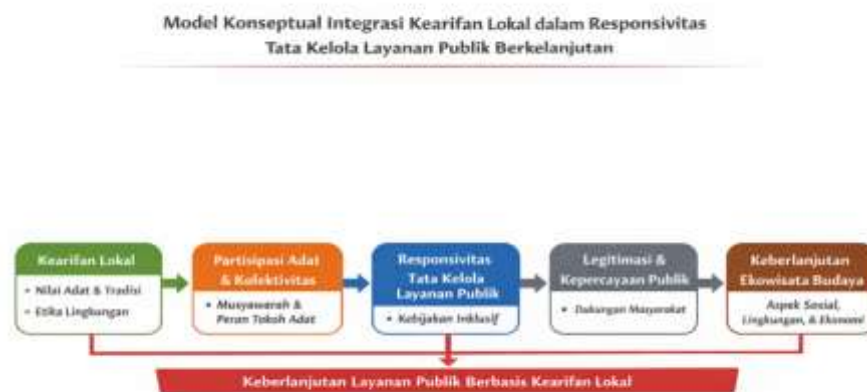 Model Konseptual Integrasi Kearifan Lokal dalam Responsivitas
Tata Kelola Layanan Publik Berkelanjutan
Kearifan Lokal
• Nilai Adat & Tradisi
• Etika Lingkungan
Partisipasi Adat
& Kolektivitas
• Musyawarah &
Peran Tokoh Adat
Responsivitas
Tata Kelola
Layanan Publik
• Kebijakan Inklusif
Legitimasi &
Kepercayaan Publik
• Dukungan Masyarakat
Keberlanjutan
Ekowisata Budaya
Aspek Sosial,
Lingkungan, & Ekonomi
Keberlanjutan Layanan Publik Berbasis Kearifan Lokal